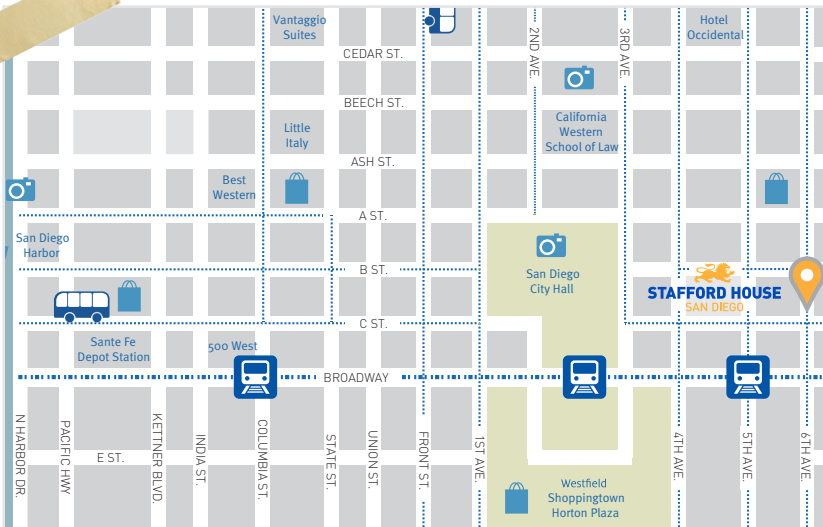 Vantaggio
Suites
Hotel
Occidental
2ND AVE.
3RD AVE.
CEDAR ST.
BEECH ST.
California
Western
School of Law
Little
Italy
ASH ST.
Best
Western
A ST.
San Diego
Harbor
B ST.
San Diego
City Hall
STAFFORD HOUSE
SAN DIEGO
C ST.
Sante Fe
Depot Station
500 West
BROADWAY
N HARBOR DR.
PACIFIC HWY
E ST.
KETTNER BLVD.
INDIA ST.
COLUMBIA ST.
STATE ST.
UNION ST.
FRONT ST.
1ST AVE.
4TH AVE.
5TH AVE.
6TH AVE.
Westfield
Shoppingtown
Horton Plaza